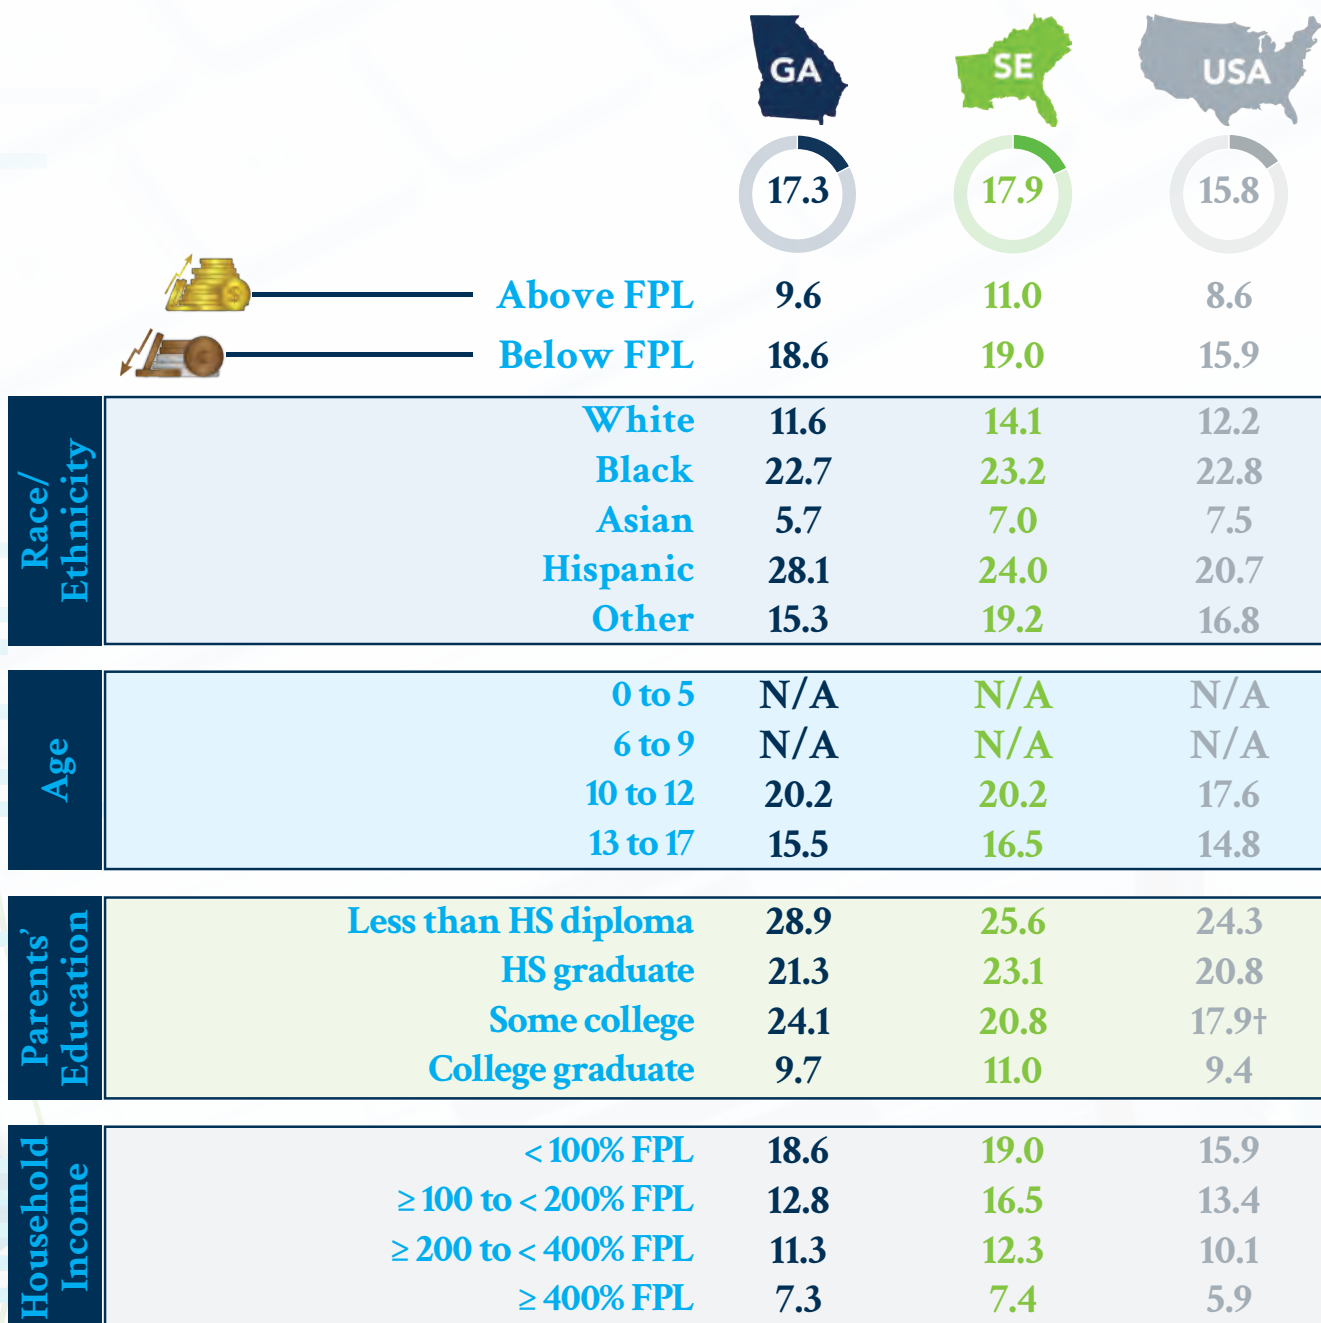 GA SE USA
17.3 17.9 15.8
Above FPL 9.6 11.0 8.6
Below FPL 18.6 19.0 15.9
Race/
Ethnicity
White 11.6 14.1 12.2
Black 22.7 23.2 22.8
Asian 5.7 7.0 7.5
Hispanic 28.1 24.0 20.7
Other 15.3 19.2 16.8
Age
0 to 5 N/A N/A N/A
6 to 9 N/A N/A N/A
10 to 12 20.2 20.2 17.6
13 to 17 15.5 16.5 14.8
Parents’
Education
Less than HS diploma 28.9 25.6 24.3
HS graduate 21.3 23.1 20.8
Some college 24.1 20.8 17.9†
College graduate 9.7 11.0 9.4
Household
Income
< 100% FPL 18.6 19.0 15.9
≥ 100 to < 200% FPL 12.8 16.5 13.4
≥ 200 to < 400% FPL 11.3 12.3 10.1
≥ 400% FPL 7.3 7.4 5.9